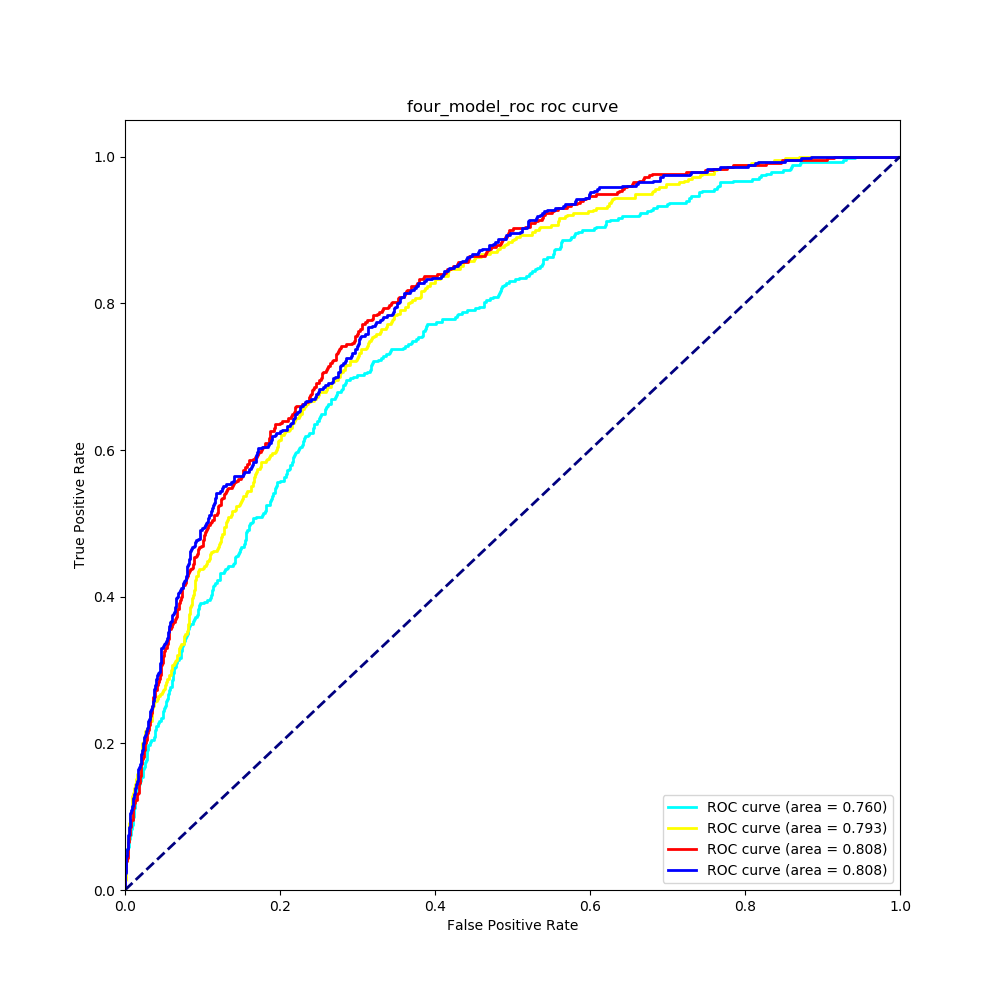 four_model_roc roc curve
1.0
0.8
0.6
0.4
0.2
0.0
True Positive Rate
0.0 0.2 0.4 0.6 0.8 1.0
False Positive Rate
ROC curve (area = 0.760)
ROC curve (area = 0.793)
ROC curve (area = 0.808)
ROC curve (area = 0.808)